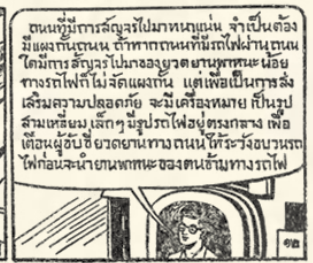 ถนนที่มีการสัญจรไปมาหนาแน่น จำเป็นต้อง
มีแผงกั้นถนน ถ้าหากถนนที่มีรถไฟผ่านถนน
ใดมีการสัญจรไปมาของยวดยานพาหนะน้อย
ทางรถไฟก็ไม่จัดแผงกั้น แต่เพื่อเป็นการส่ง
เสริมความปลอดภัย จะมีเครื่องหมาย เป็นรูป
สามเหลี่ยมเล็กๆ มีรูปรถไฟอยู่ตรงกลาง เพื่อ
เตือนผู้ขับขี่ยวดยานทางถนนให้ระวังขบวนรถ
ไฟก่อนจะนำยานพาหนะของตนข้ามทางรถไฟ